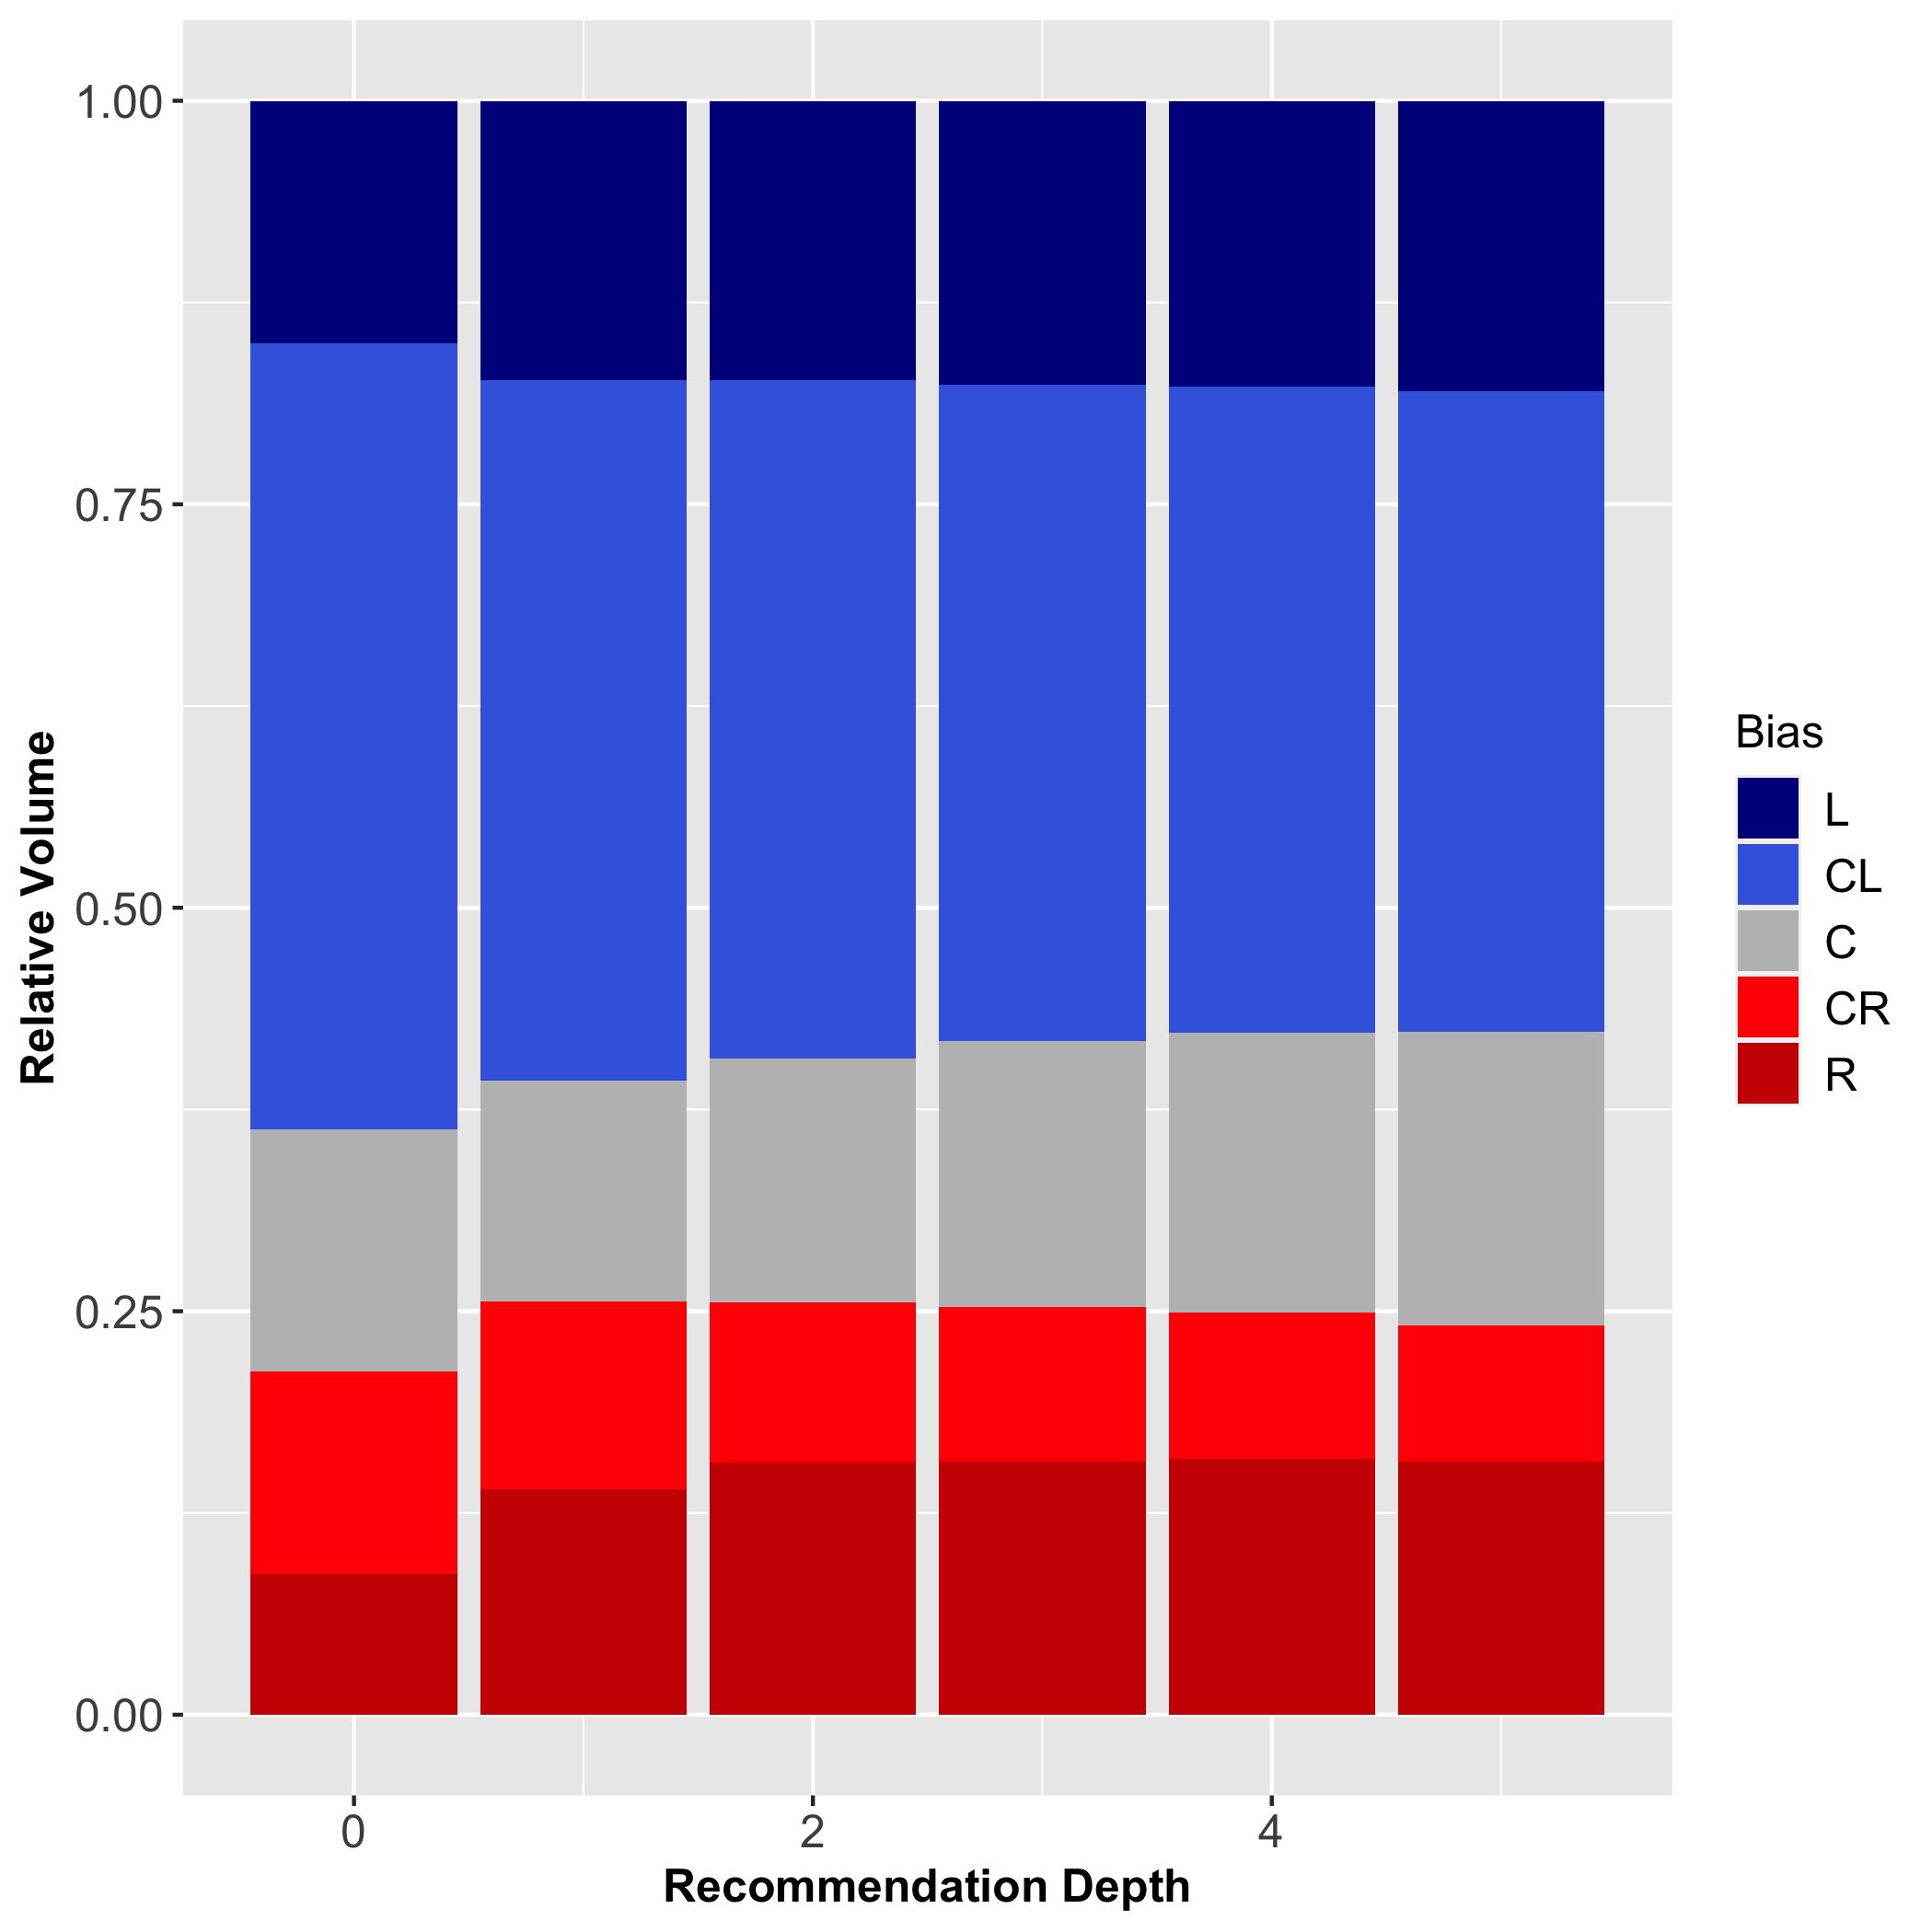 1.00
0.75
0.50
0.25
0.00
Relative Volume
0 2 4
Recommendation Depth
Bias
L
CL
C
CR
R